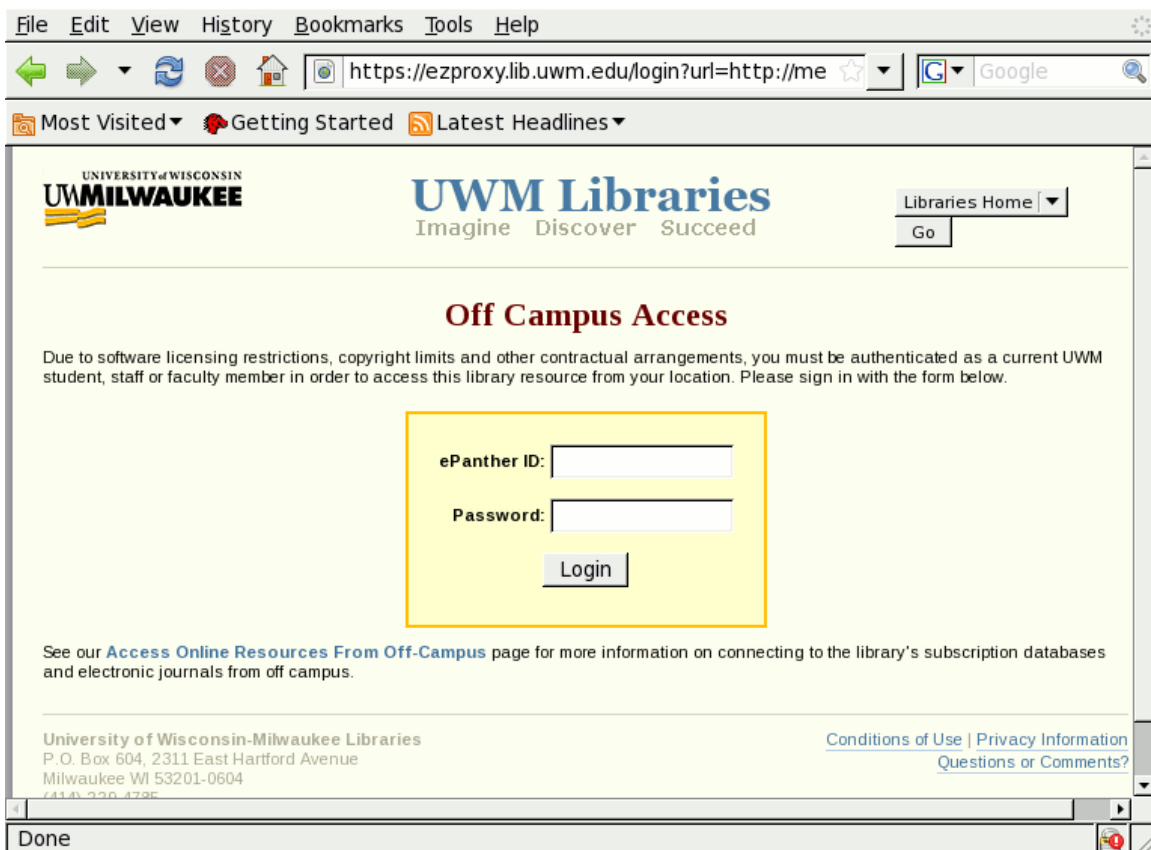 File Edit View History Bookmarks Tools Help
https://ezproxy.lib.uwm.edu/login?url=http://me G Google
Most Visited Getting Started Latest Headlines
UNIVERSITY of WISCONSIN
UWMILWAUKEE
UWM Libraries
Imagine Discover Succeed
Libraries Home
Go
Off Campus Access
Due to software licensing restrictions, copyright limits and other contractual arrangements, you must be authenticated as a current UWM
student, staff or faculty member in order to access this library resource from your location. Please sign in with the form below.
ePanther ID:
Password:
Login
See our Access Online Resources From Off-Campus page for more information on connecting to the library's subscription databases
and electronic journals from off campus.
University of Wisconsin-Milwaukee Libraries
P.O. Box 604, 2311 East Hartford Avenue
Milwaukee WI 53201-0604
(414) 229-4785
Conditions of Use | Privacy Information
Questions or Comments?
Done